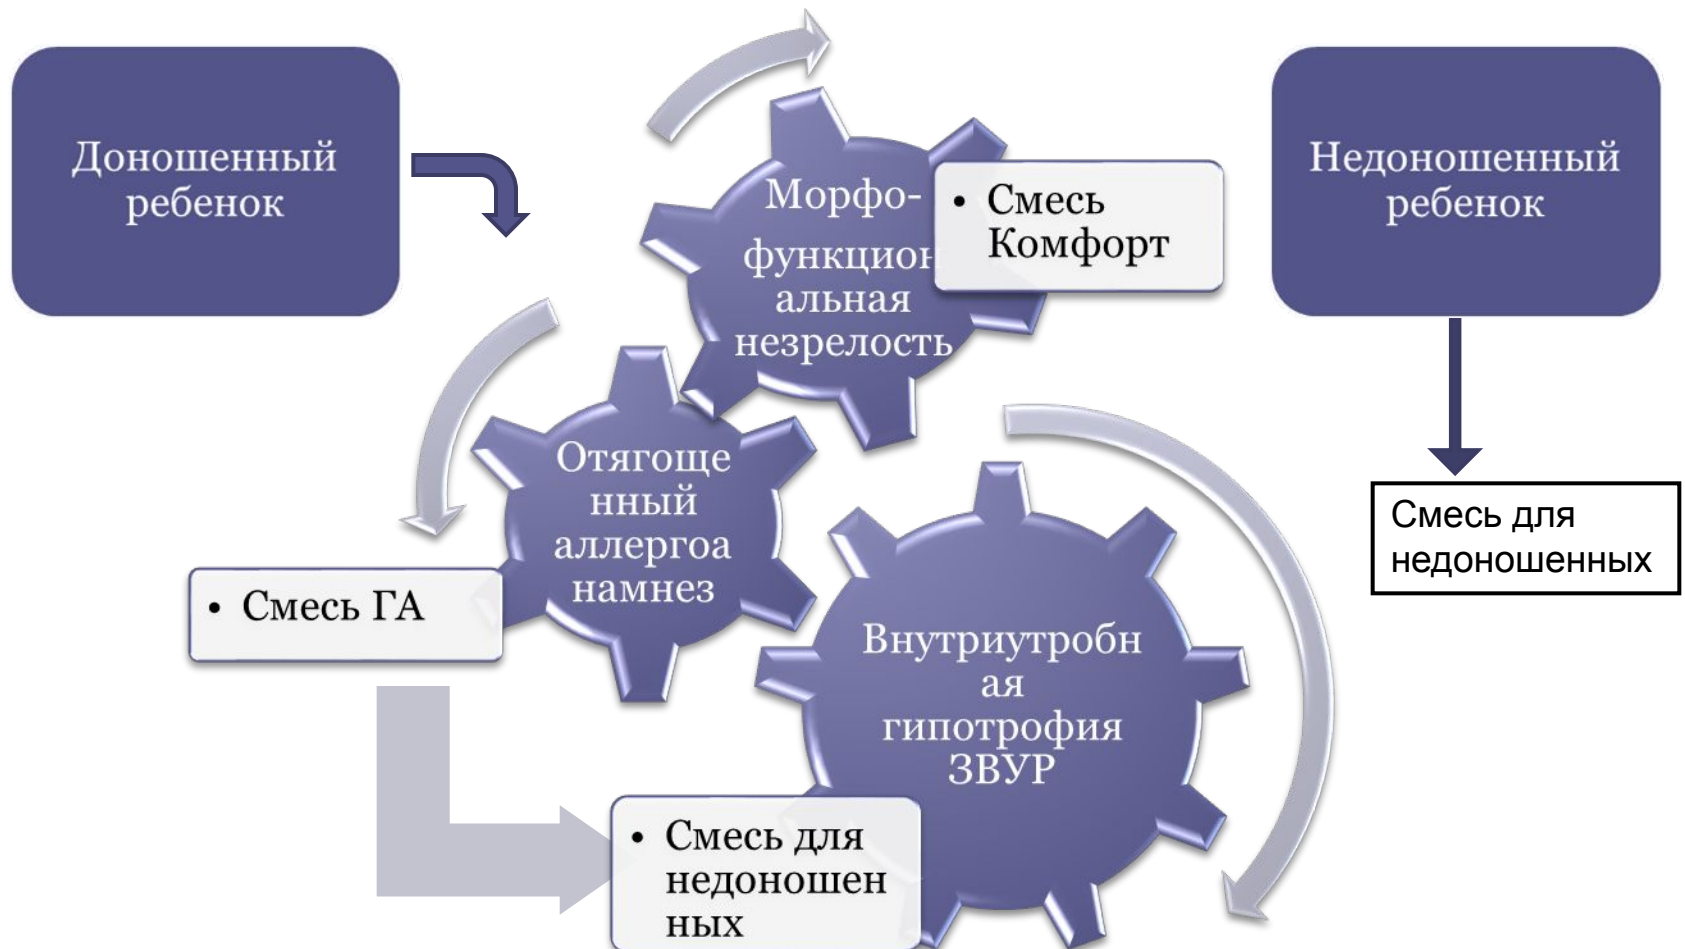 Доношенный
ребенок
Морфо-
функцион
альная
незрелость
• Смесь
Комфорт
Недоношенный
ребенок
Отягоще
нный
аллергоа
намнез
• Смесь ГА
Смесь для
недоношенных
Внутриутробн
ая
гипотрофия
ЗВУР
• Смесь для
недоношен
ных